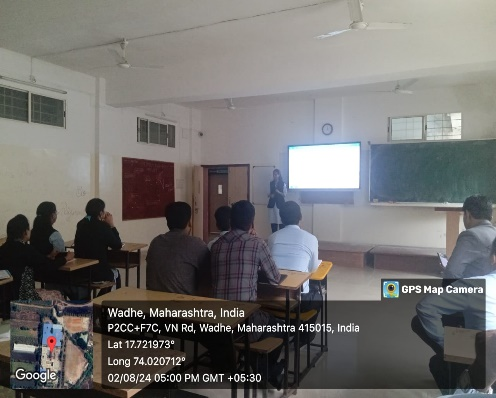 GPS Map Camera
Wadhe, Maharashtra, India
P2CC+F7C, VN Rd, Wadhe, Maharashtra 415015, India
Lat 17.721973°
Long 74.020712°
02/08/24 05:00 PM GMT +05:30
Google